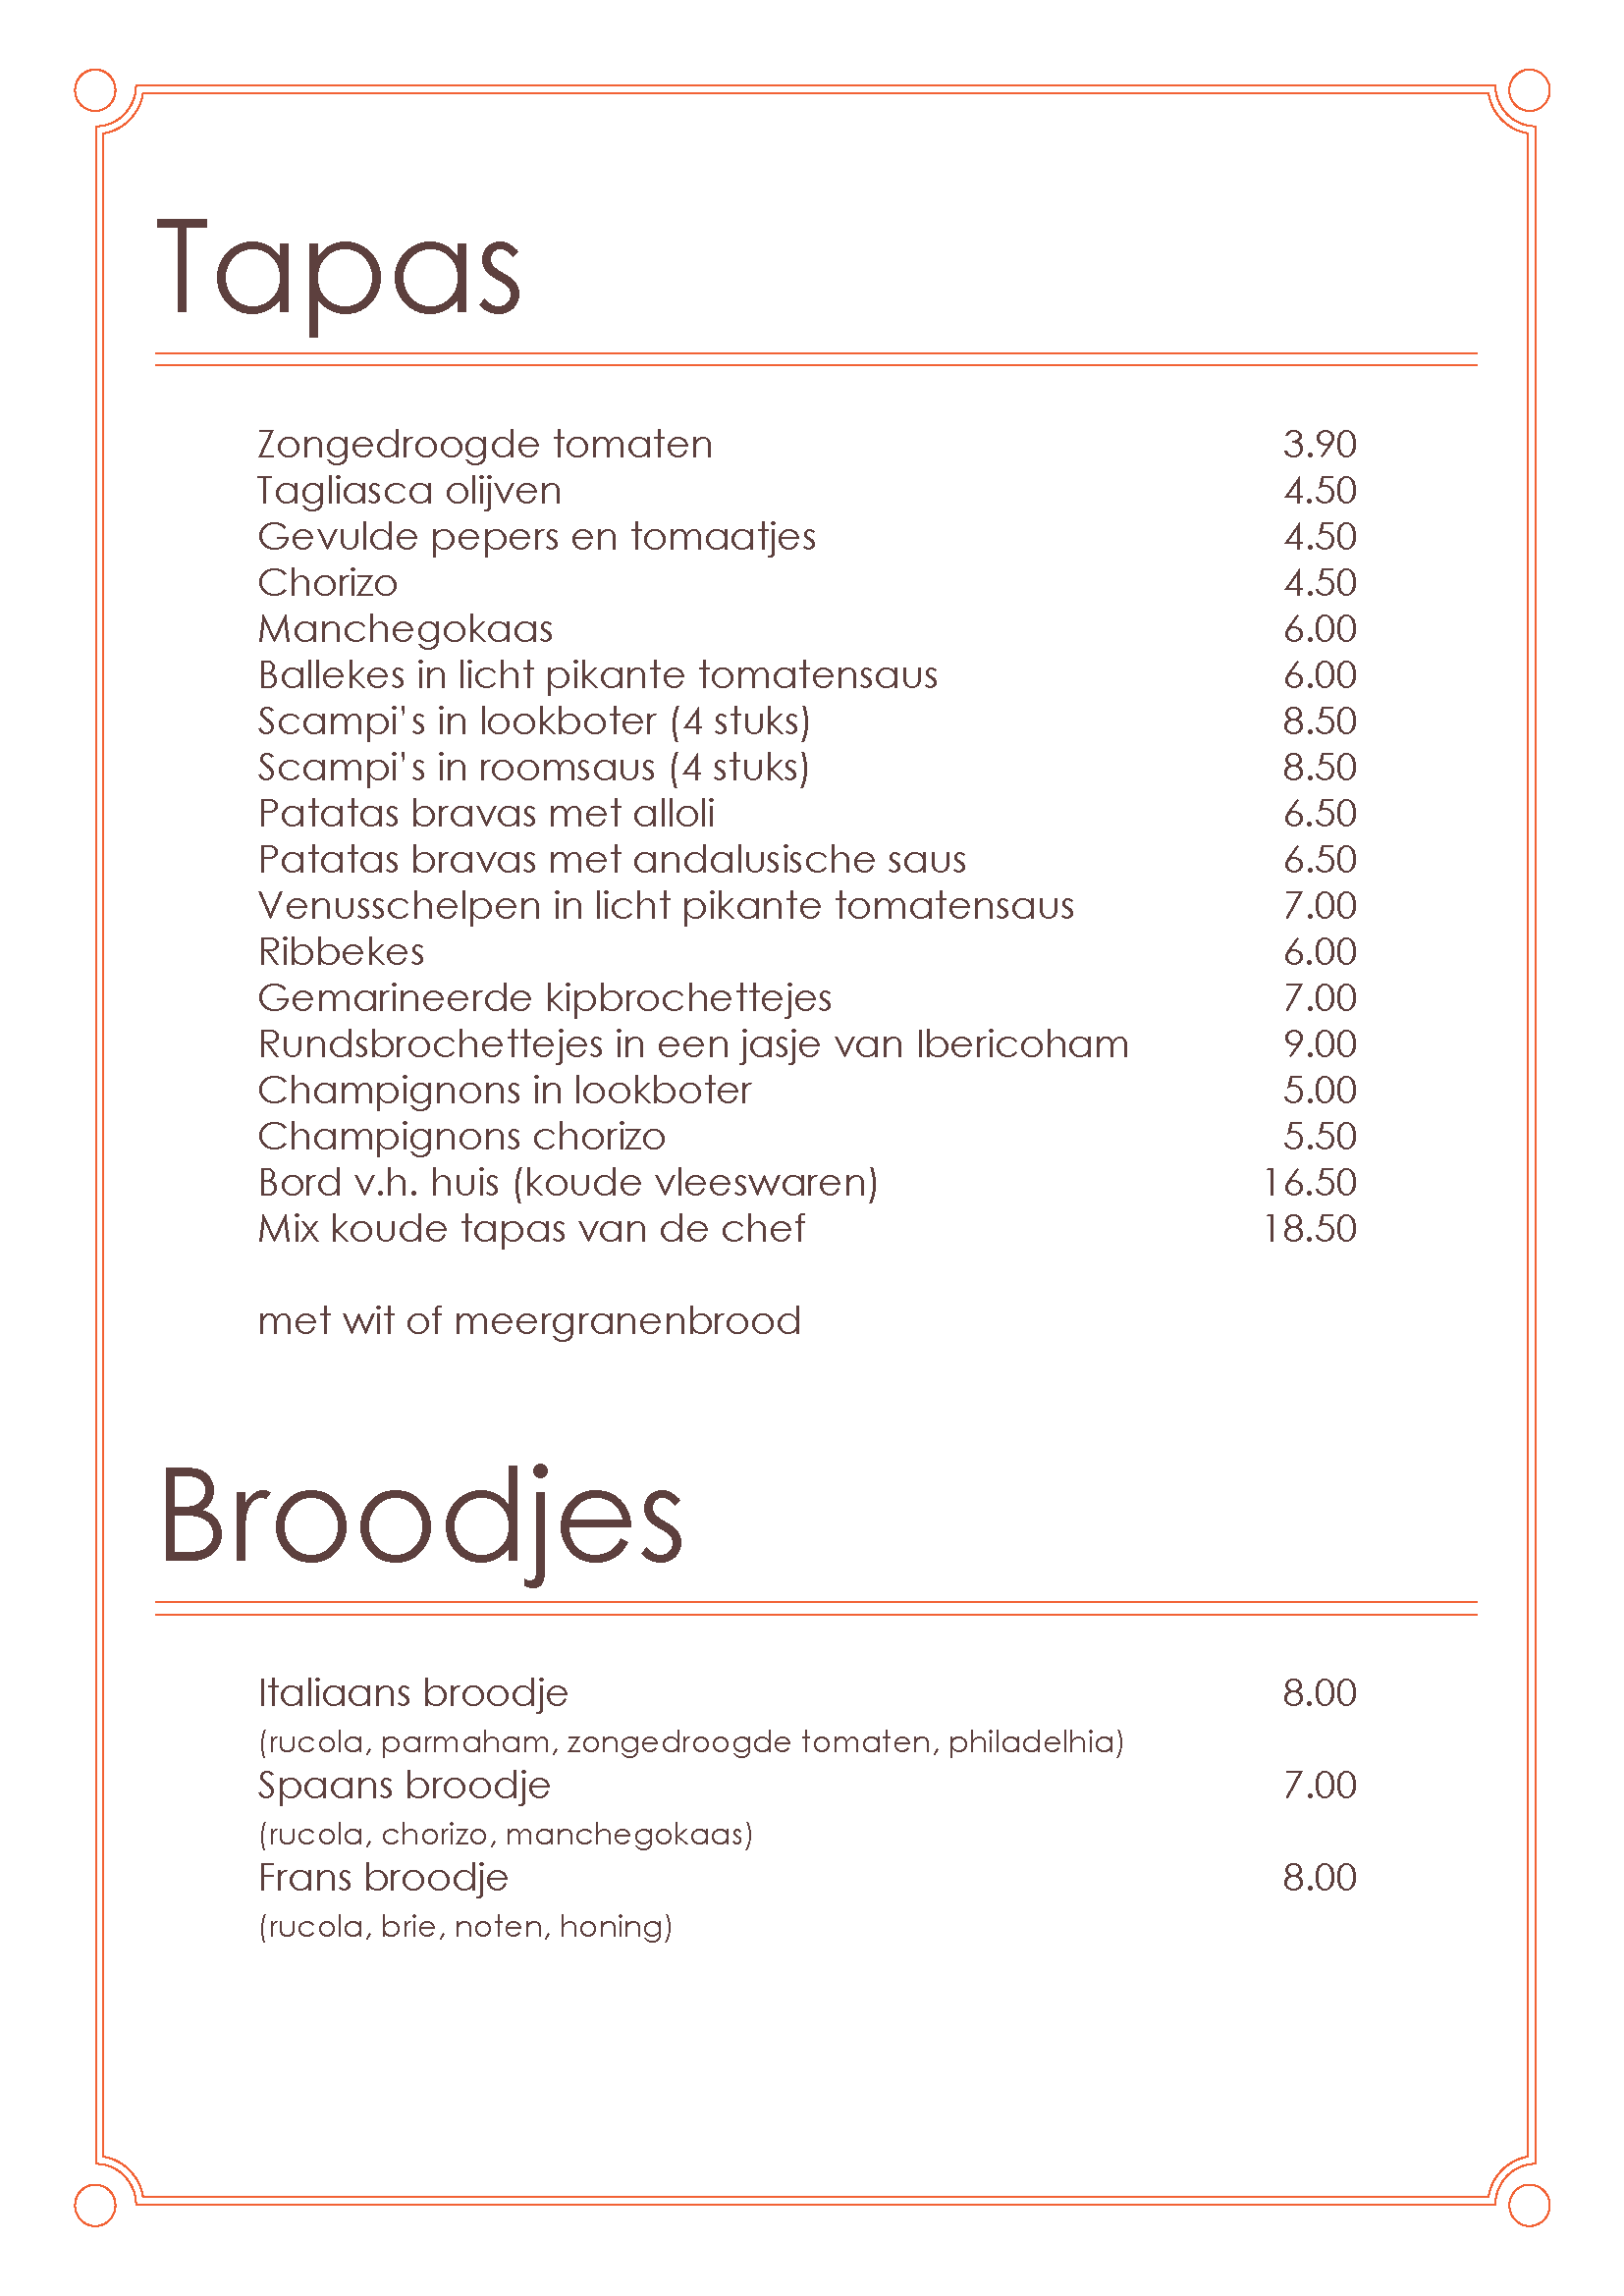 Tapas
Zongedroogde tomaten 3.90
Tagliasca olijven 4.50
Gevulde pepers en tomaatjes 4.50
Chorizo 4.50
Manchegokaas 6.00
Ballekes in licht pikante tomatensaus 6.00
Scampi's in lookboter (4 stuks) 8.50
Scampi's in roomsaus (4 stuks) 8.50
Patatas bravas met alloli 6.50
Patatas bravas met andalusische saus 6.50
Venusschelpen in licht pikante tomatensaus 7.00
Ribbekes 6.00
Gemarineerde kipbrochettejes 7.00
Rundsbrochettejes in een jasje van Ibericoham 9.00
Champignons in lookboter 5.00
Champignons chorizo 5.50
Bord v.h. huis (koude vleeswaren) 16.50
Mix koude tapas van de chef 18.50
met wit of meergranenbrood
Broodjes
Italiaans broodje 8.00
(rucola, parmaham, zongedroogde tomaten, philadelhia)
Spaans broodje 7.00
(rucola, chorizo, manchegokaas)
Frans broodje 8.00
(rucola, brie, noten, honing)